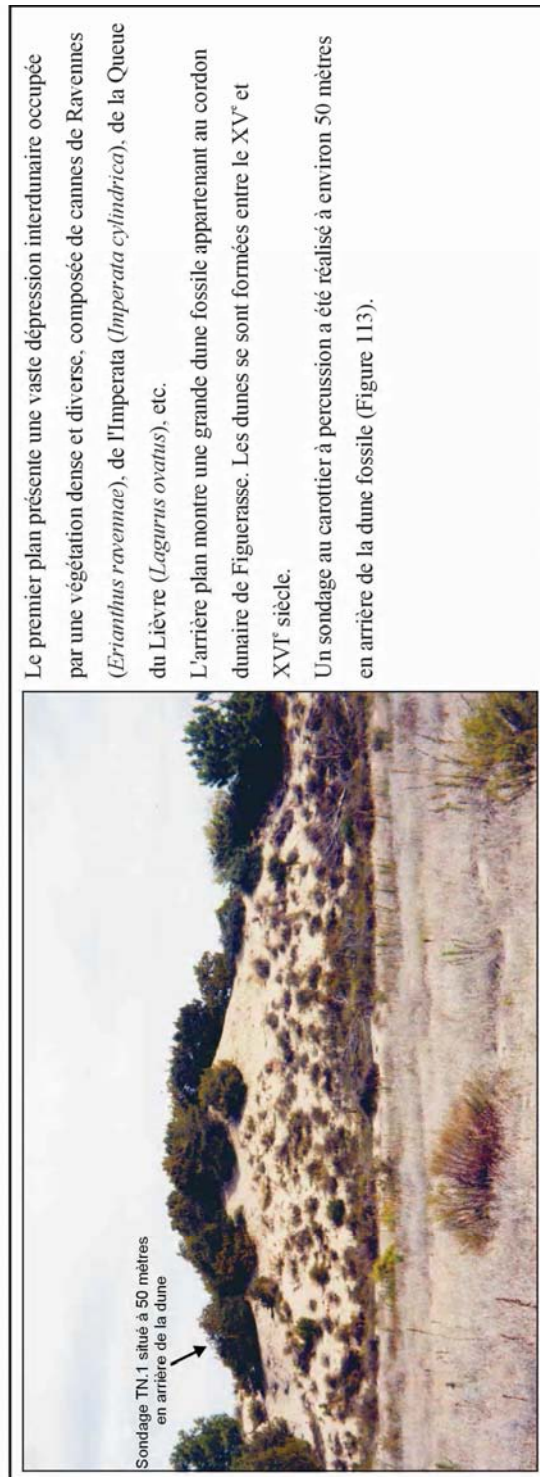 Le premier plan présente une vaste dépression interdunaire occupée
par une végétation dense et diverse, composée de cannes de Ravennes
(Erianthus ravennae), de l'Imperata (Imperata cylindrica), de la Queue
du Lièvre (Lagurus ovatus), etc.
L'arrière plan montre une grande dune fossile appartenant au cordon
dunaire de Figuerasse. Les dunes se sont formées entre le XVe et
XVIe siècle.
Un sondage au carottier à percussion a été réalisé à environ 50 mètres
en arrière de la dune fossile (Figure 113).
Sondage TN.1 situé à 50 mètres
en arrière de la dune